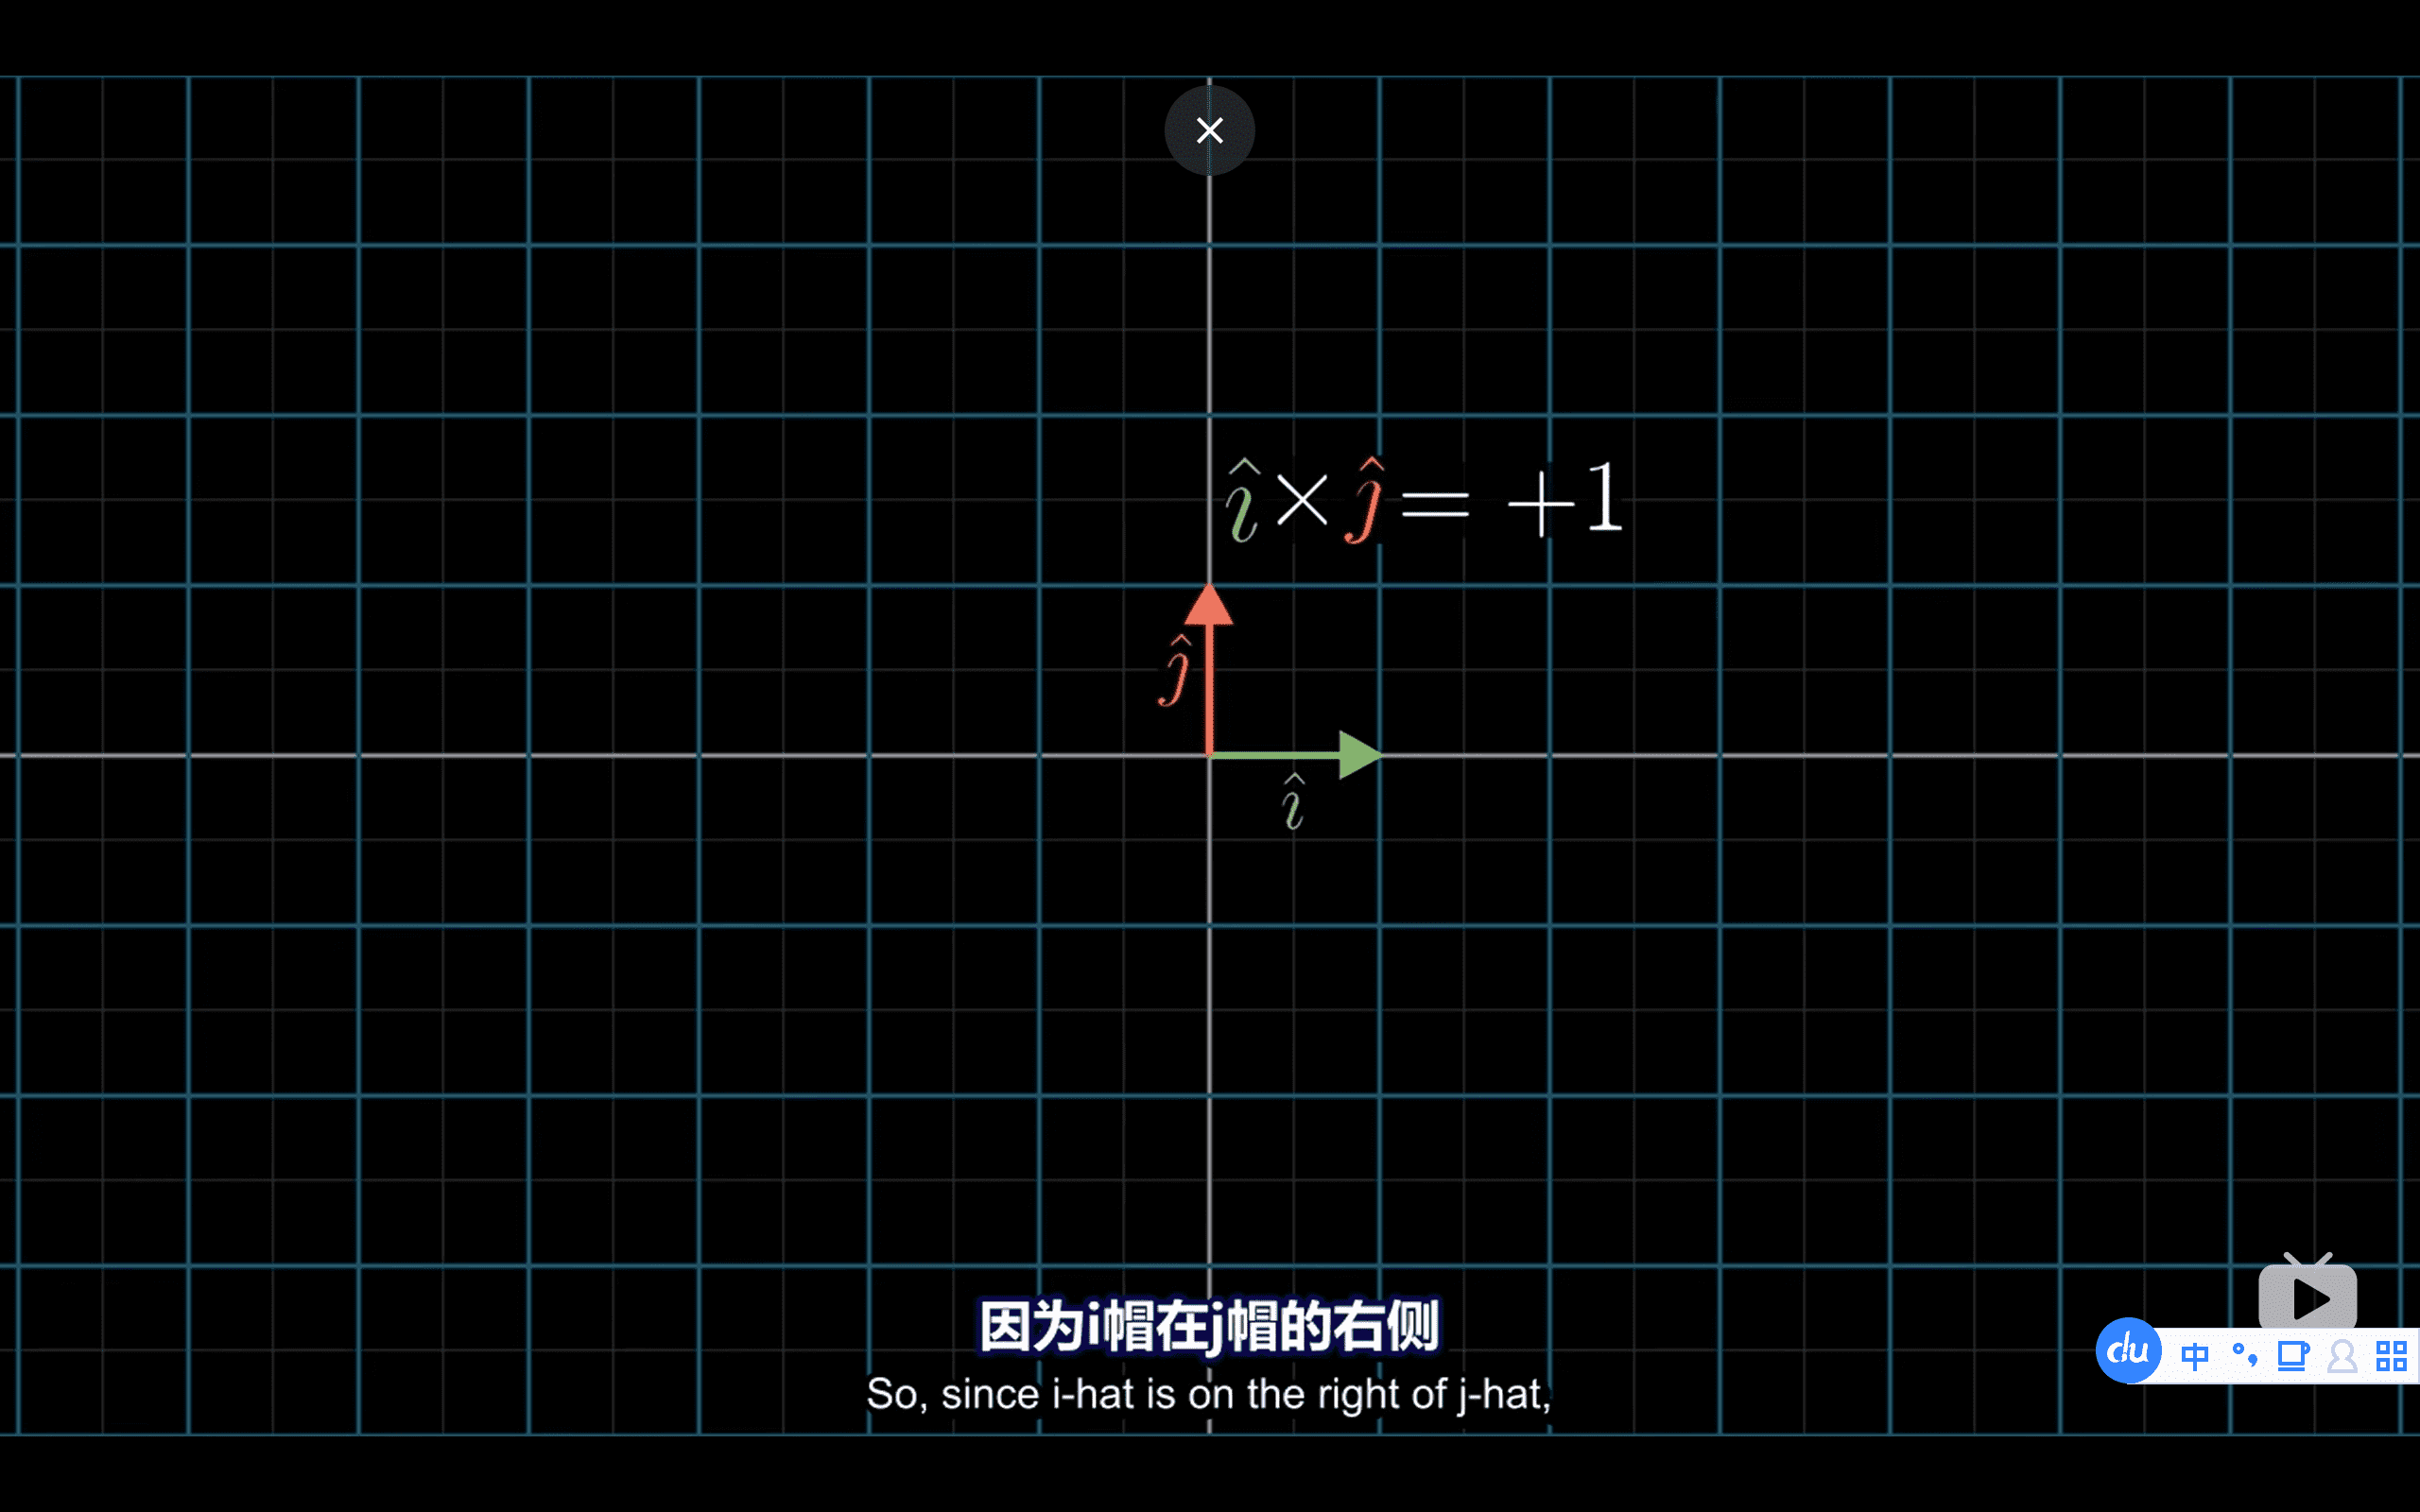 î×ĵ= +1
ĵ
î
因为i帽在j帽的右侧
So, since i-hat is on the right of j-hat,
du 中 °,